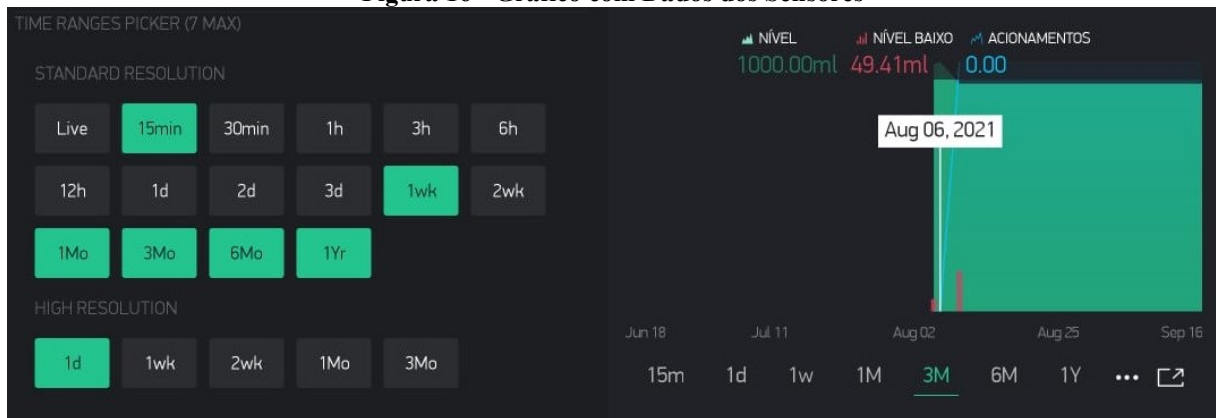 Figura 16 - Gráfico com Dados dos Sensores
TIME RANGES PICKER (7 MAX)
STANDARD RESOLUTION
Live 15min 30min 1h 3h 6h
12h 1d 2d 3d 1wk 2wk
1Mo 3Mo 6Mo 1Yr
HIGH RESOLUTION
1d 1wk 2wk 1Mo 3Mo
NÍVEL NÍVEL BAIXO ACIONAMENTOS
1000.00ml 49.41ml 0.00
Aug 06, 2021
Jun 18 Jul 11 Aug 02 Aug 25 Sep 16
15m 1d 1w 1M 3M 6M 1Y •••